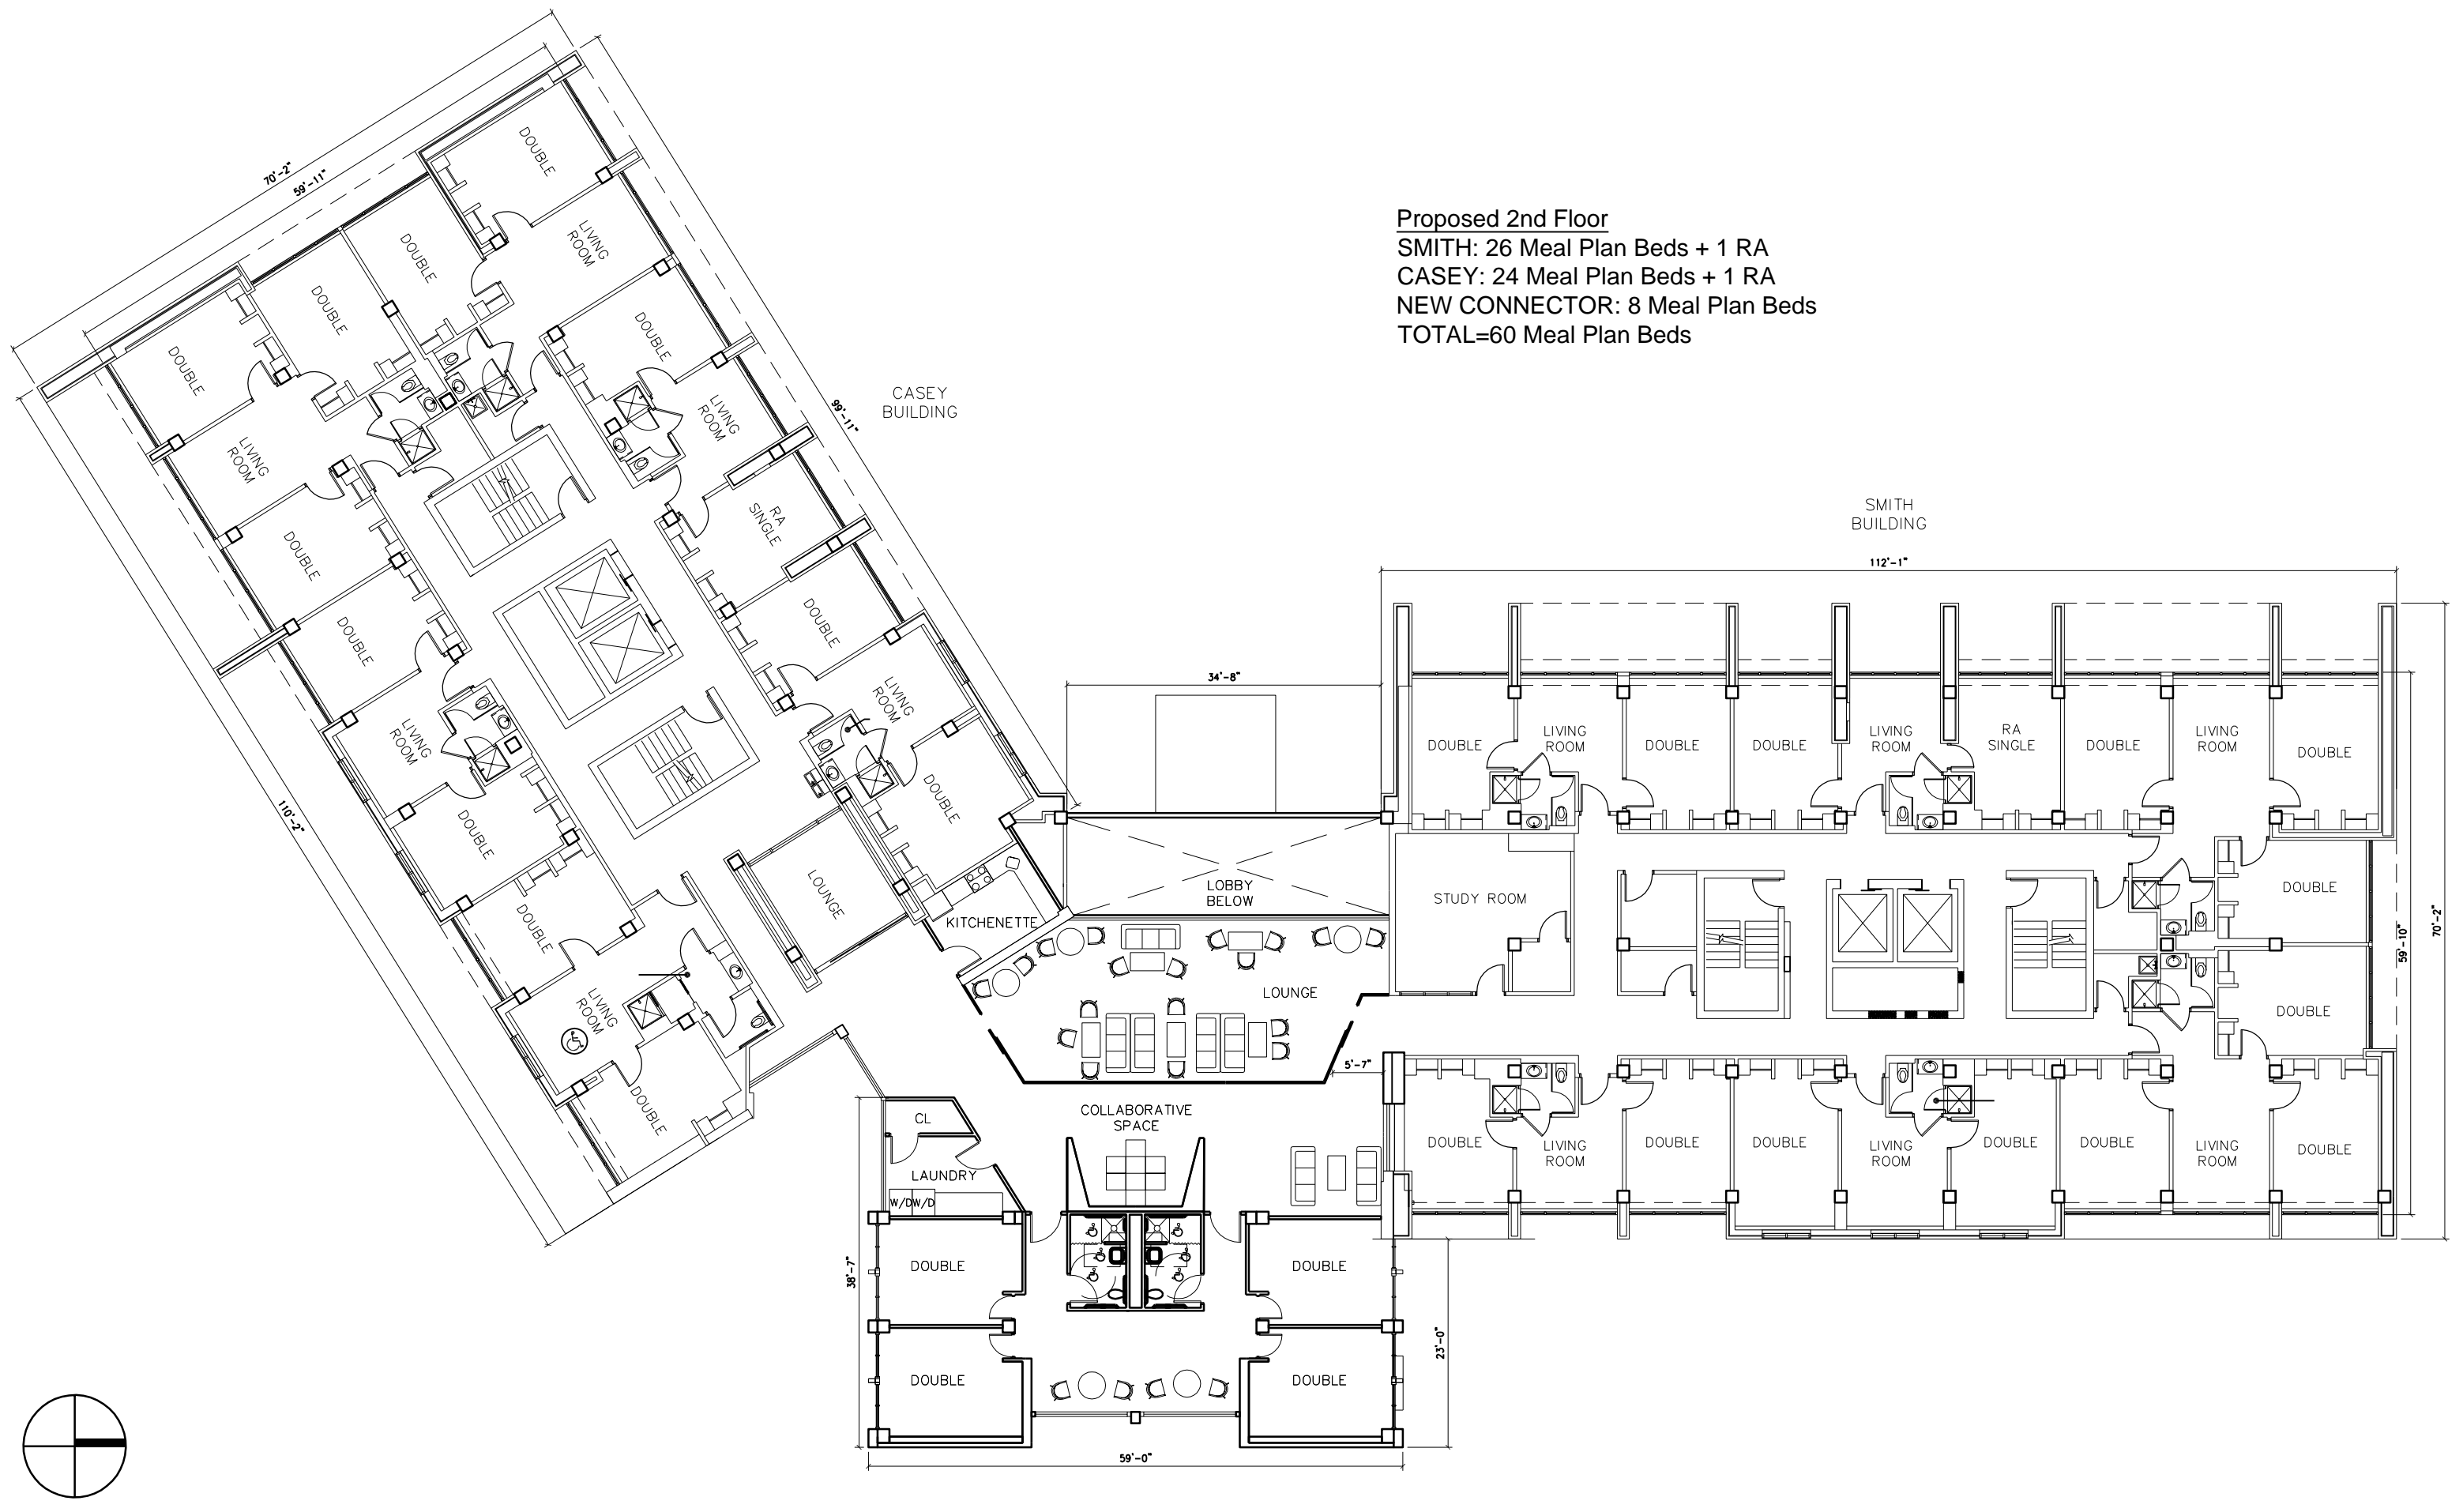 Proposed 2nd Floor
SMITH: 26 Meal Plan Beds + 1 RA
CASEY: 24 Meal Plan Beds + 1 RA
NEW CONNECTOR: 8 Meal Plan Beds
TOTAL=60 Meal Plan Beds
70'-2"
59'-11"
DOUBLE
LIVING
ROOM
DOUBLE
DOUBLE
DOUBLE
LIVING
ROOM
DOUBLE
LIVING
ROOM
CASEY
BUILDING
99'-11"
RA
SINGLE
DOUBLE
DOUBLE
DOUBLE
LIVING
ROOM
LIVING
ROOM
DOUBLE
DOUBLE
110'-2"
LOUNGE
DOUBLE
KITCHENETTE
LIVING
ROOM
DOUBLE
34'-8"
LOBBY
BELOW
LOUNGE
5'-7"
COLLABORATIVE
SPACE
CL
LAUNDRY
W/D
W/D
38'-7"
DOUBLE
DOUBLE
DOUBLE
DOUBLE
23'-0"
59'-0"
SMITH
BUILDING
112'-1"
DOUBLE
LIVING
ROOM
DOUBLE
DOUBLE
LIVING
ROOM
RA
SINGLE
DOUBLE
LIVING
ROOM
DOUBLE
STUDY ROOM
DOUBLE
70'-2"
59'-10"
DOUBLE
DOUBLE
LIVING
ROOM
DOUBLE
DOUBLE
LIVING
ROOM
DOUBLE
DOUBLE
LIVING
ROOM
DOUBLE